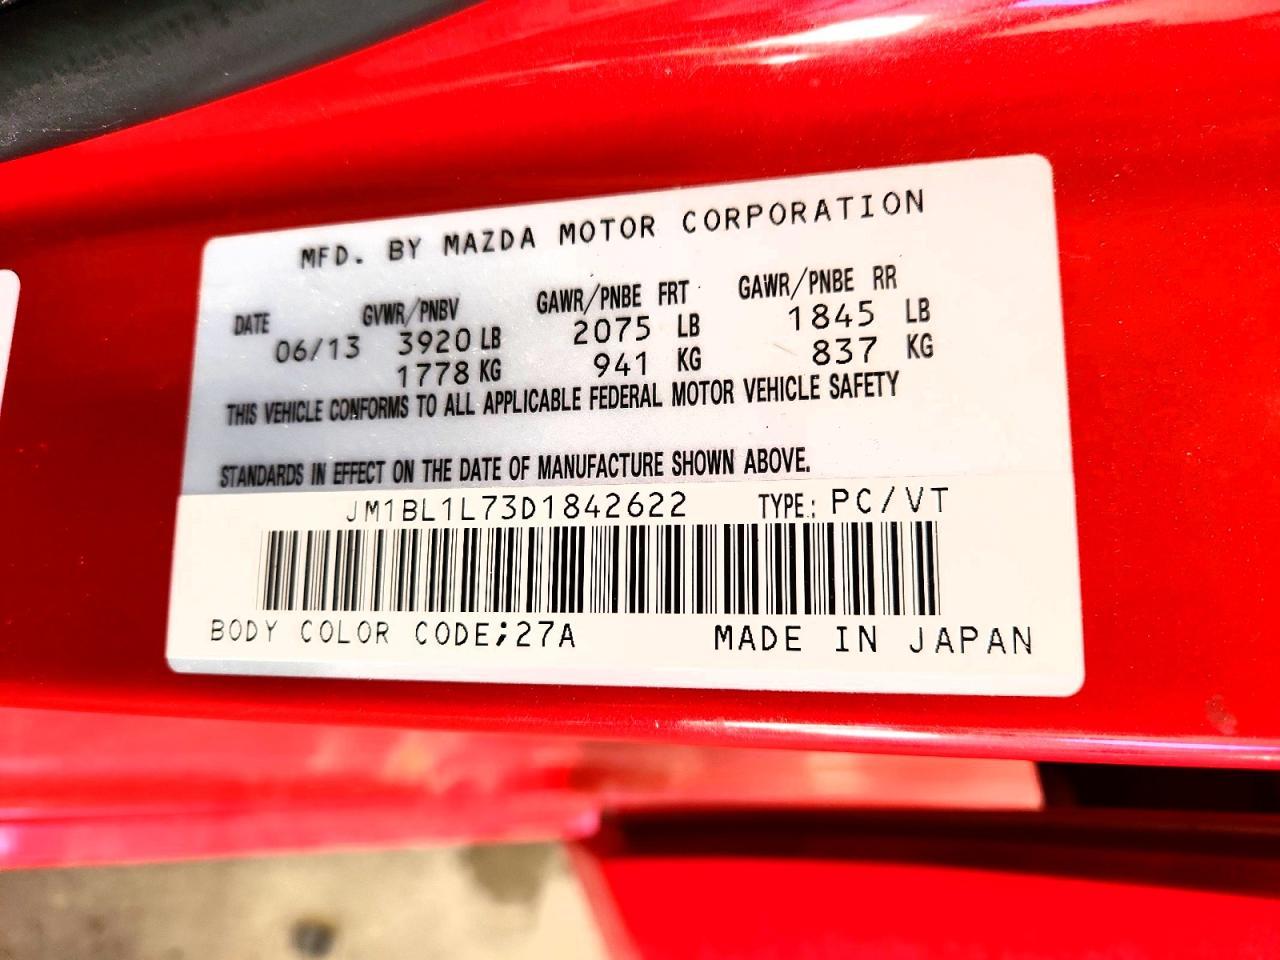 MFD. BY MAZDA MOTOR CORPORATION
DATE GVWR/PNBV GAWR/PNBE FRT GAWR/PNBE RR
06/13 3920 LB 2075 LB 1845 LB
1778 KG 941 KG 837 KG
THIS VEHICLE CONFORMS TO ALL APPLICABLE FEDERAL MOTOR VEHICLE SAFETY
STANDARDS IN EFFECT ON THE DATE OF MANUFACTURE SHOWN ABOVE.
JM1BL1L73D1842622 TYPE: PC/VT
BODY COLOR CODE;27A MADE IN JAPAN